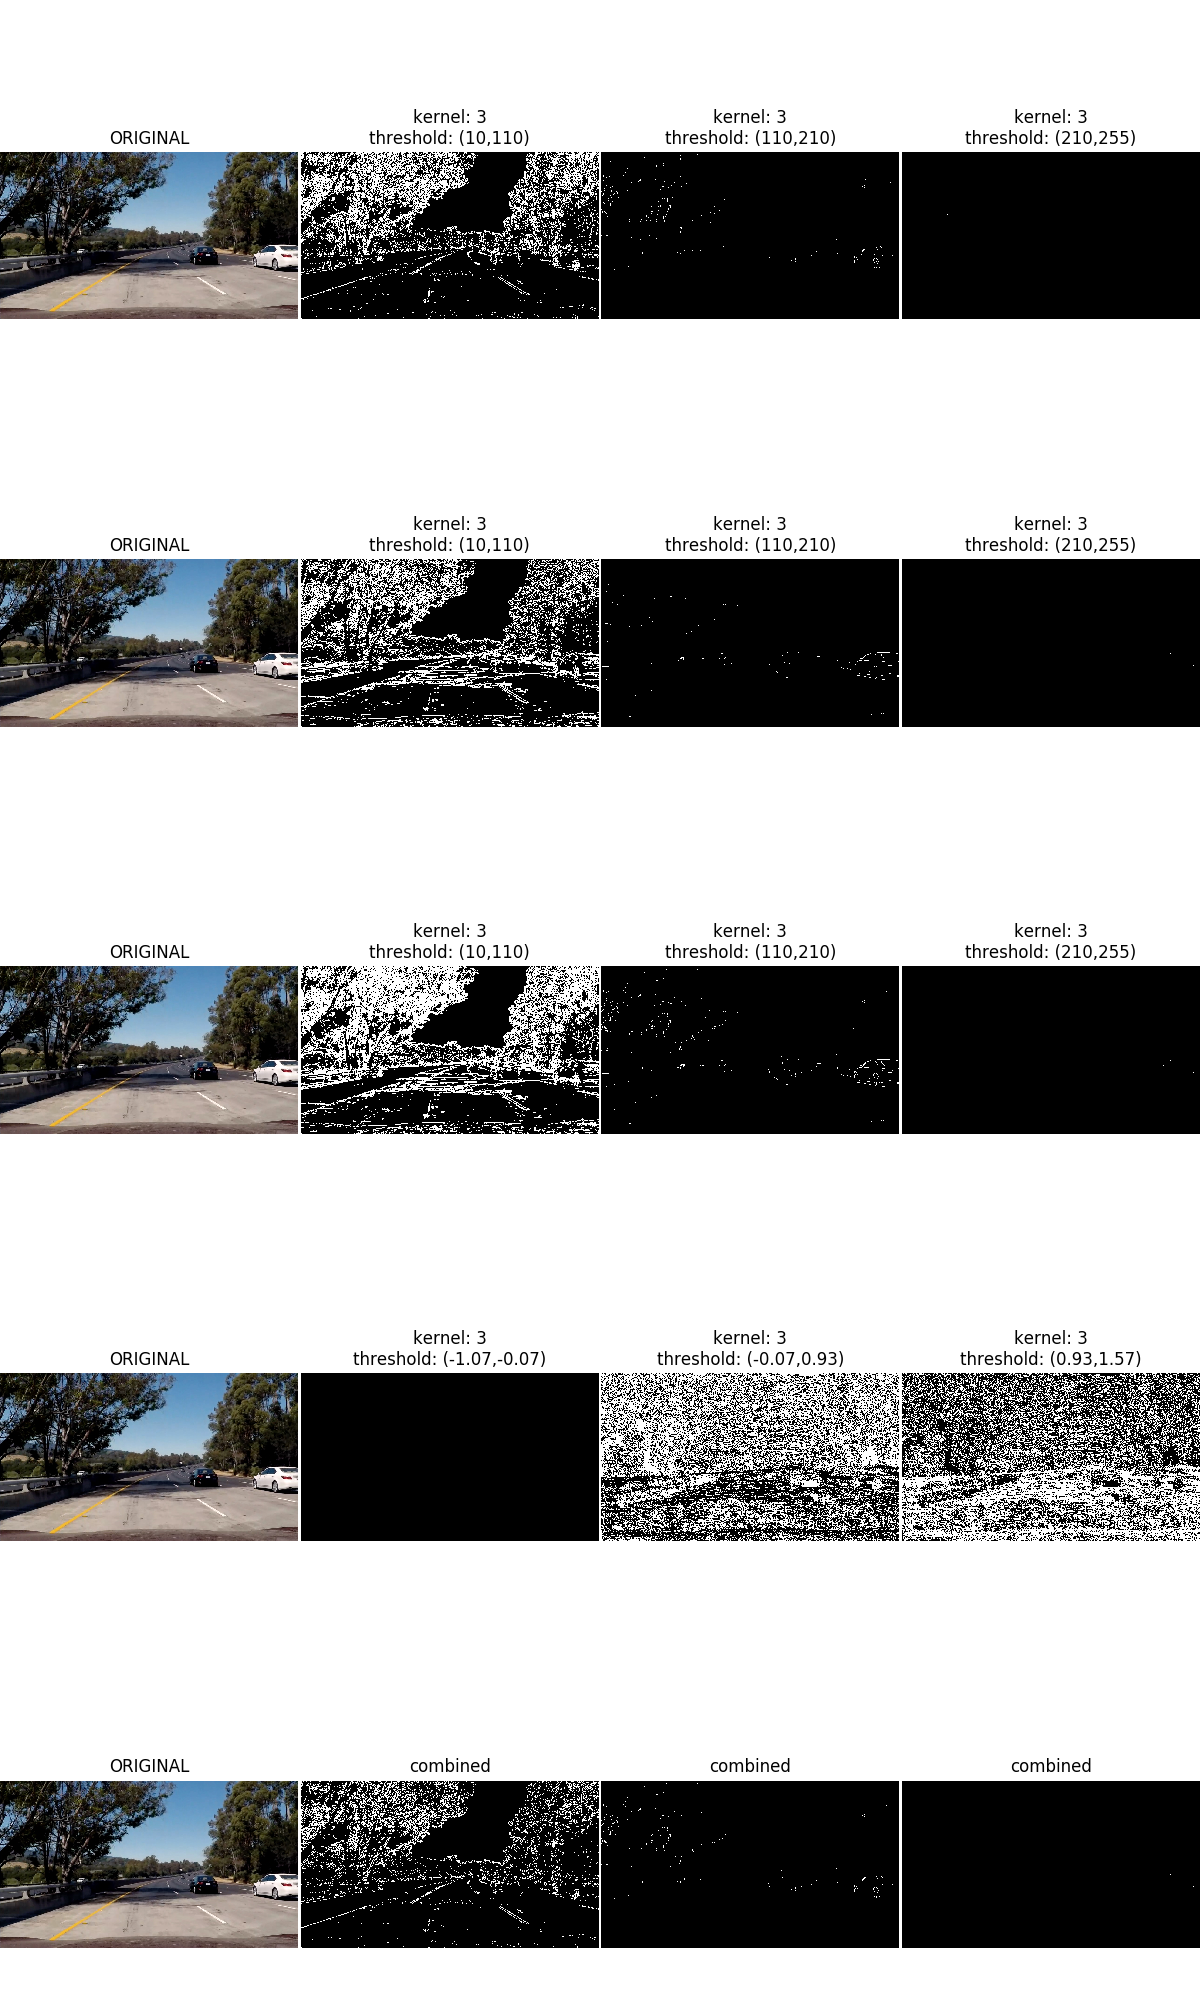 ORIGINAL
kernel: 3
threshold: (10,110)
kernel: 3
threshold: (110,210)
kernel: 3
threshold: (210,255)
ORIGINAL
kernel: 3
threshold: (10,110)
kernel: 3
threshold: (110,210)
kernel: 3
threshold: (210,255)
ORIGINAL
kernel: 3
threshold: (10,110)
kernel: 3
threshold: (110,210)
kernel: 3
threshold: (210,255)
ORIGINAL
kernel: 3
threshold: (-1.07,-0.07)
kernel: 3
threshold: (-0.07,0.93)
kernel: 3
threshold: (0.93,1.57)
ORIGINAL
combined
combined
combined